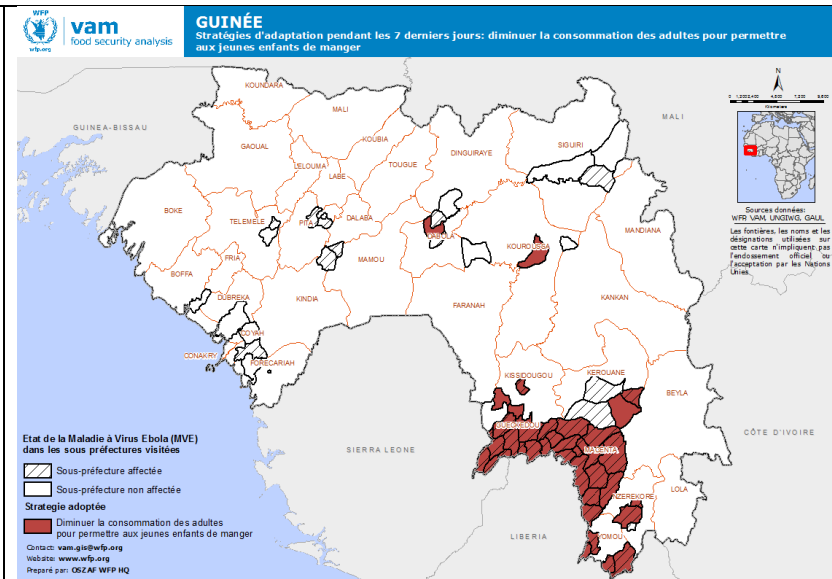 WFP
wfp.org
vam
food security analysis
GUINÉE
Stratégies d'adaptation pendant les 7 derniers jours: diminuer la consommation des adultes pour permettre
aux jeunes enfants de manger
KOUNDARA
MALI
GUINEA-BISSAU
GAOUAL
KOUBIA
LELOUMA
LABE
TOUGUE
DINGUIRAYE
SIGUIRI
MALI
BOKE
TELEMELE
PITA
DALABA
DABOLA
KOUROUSSA
MANDIANA
FRIA
BOFFA
MAMOU
DUBREKA
KINDIA
FARANAH
KANKAN
COYAH
CONAKRY
FORECARIAH
KISSIDOUGOU
KEROUANE
BEYLA
GUECKEDOU
MACENTA
SIERRA LEONE
CÔTE D'IVOIRE
NZEREKORE
LOLA
YOMOU
LIBERIA
N
Kilometers
Sources données:
WFP, VAM, UNGIWG, GAUL
Les fontières, les noms et les
désignations utilisées sur
cette carte n'impliquent pas
l'endossement officiel ou
l'acceptation par les Nations
Unies
Etat de la Maladie à Virus Ebola (MVE)
dans les sous préfectures visitées
Sous-préfecture affectée
Sous-préfecture non affectée
Strategie adoptée
Diminuer la consommation des adultes
pour permettre aux jeunes enfants de manger
Contact: vam.gis@wfp.org
Website: www.wfp.org
Preparé par: OSZAF WFP HQ